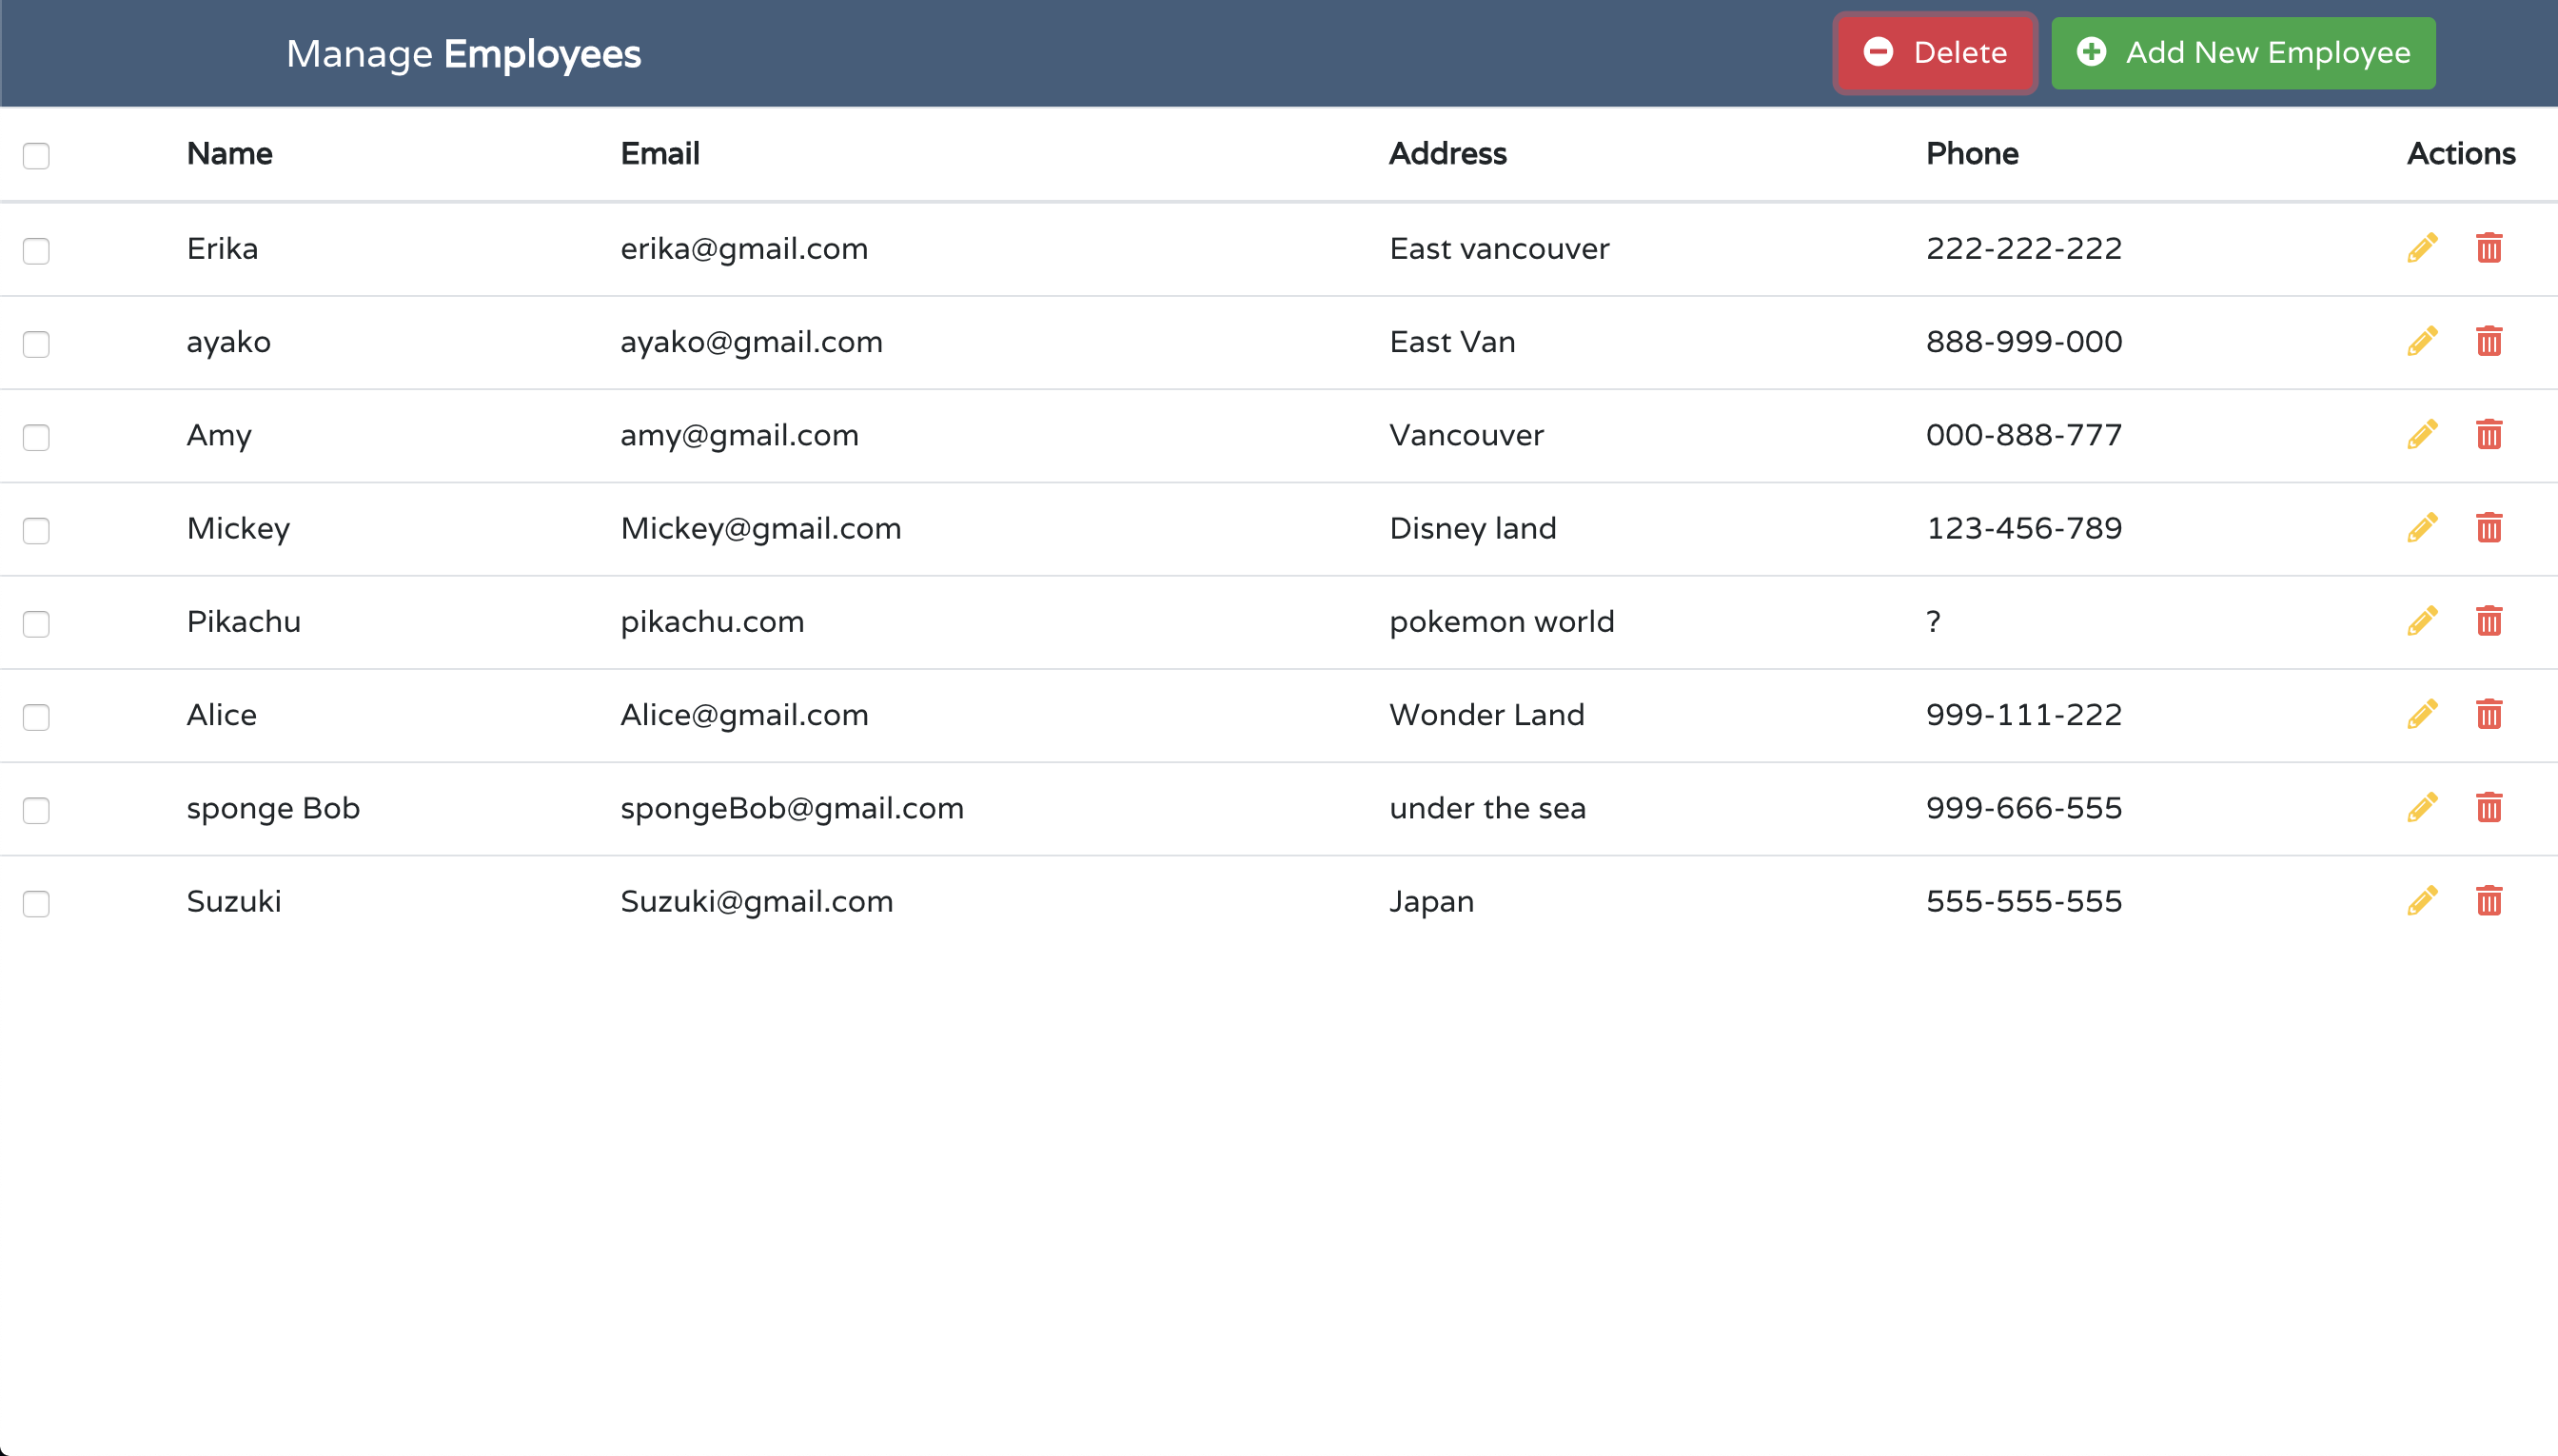 Manage Employees Delete Add New Employee
Name Email Address Phone Actions
Erika erika@gmail.com East vancouver 222-222-222
ayako ayako@gmail.com East Van 888-999-000
Amy amy@gmail.com Vancouver 000-888-777
Mickey Mickey@gmail.com Disney land 123-456-789
Pikachu pikachu.com pokemon world ?
Alice Alice@gmail.com Wonder Land 999-111-222
sponge Bob spongeBob@gmail.com under the sea 999-666-555
Suzuki Suzuki@gmail.com Japan 555-555-555